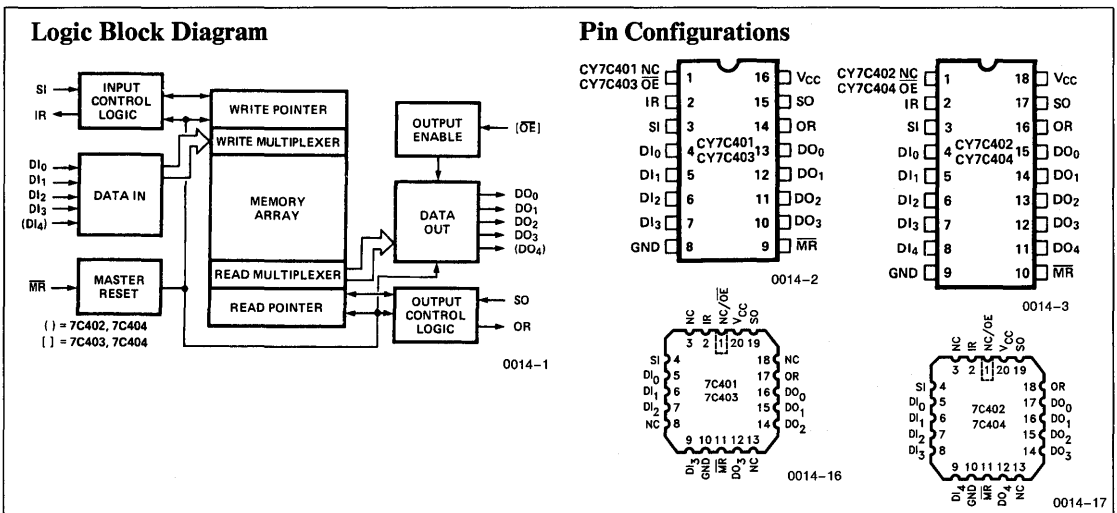 Logic Block Diagram
SI
IR
INPUT
CONTROL
LOGIC
WRITE POINTER
WRITE MULTIPLEXER
MEMORY
ARRAY
READ MULTIPLEXER
READ POINTER
DI0
DI1
DI2
DI3
(DI4)
DATA IN
M̅R̅
MASTER
RESET
( ) = 7C402, 7C404
[ ] = 7C403, 7C404
OUTPUT
ENABLE
[O̅E̅]
DATA
OUT
DO0
DO1
DO2
DO3
(DO4)
OUTPUT
CONTROL
LOGIC
SO
OR
0014-1
Pin Configurations
CY7C401 NC
CY7C403 O̅E̅
IR
SI
DI0
DI1
DI2
DI3
GND
1
2
3
4
5
6
7
8
CY7C401
CY7C403
16
15
14
13
12
11
10
9
VCC
SO
OR
DO0
DO1
DO2
DO3
M̅R̅
0014-2
CY7C402 NC
CY7C404 O̅E̅
IR
SI
DI0
DI1
DI2
DI3
DI4
GND
1
2
3
4
5
6
7
8
9
CY7C402
CY7C404
18
17
16
15
14
13
12
11
10
VCC
SO
OR
DO0
DO1
DO2
DO3
DO4
M̅R̅
0014-3
NC IR NC/O̅E̅ VCC SO
3 2 1 20 19
SI 4
DI0 5
DI1 6
DI2 7
NC 8
7C401
7C403
18 NC
17 OR
16 DO0
15 DO1
14 DO2
9 10 11 12 13
DI3 GND M̅R̅ DO3 NC
0014-16
NC IR NC/OE VCC SO
3 2 1 20 19
SI 4
DI0 5
DI1 6
DI2 7
DI3 8
7C402
7C404
18 OR
17 DO0
16 DO1
15 DO2
14 DO3
9 10 11 12 13
DI4 GND M̅R̅ DO4 NC
0014-17